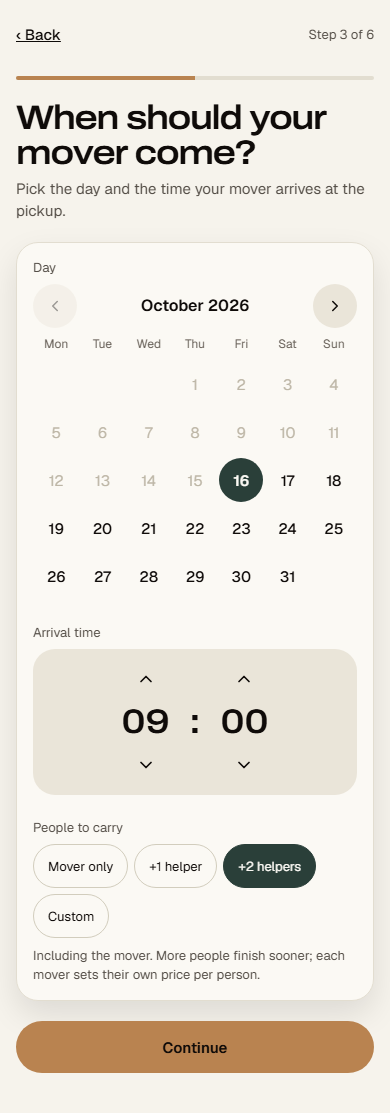 ‹ Back
Step 3 of 6
When should your
mover come?
Pick the day and the time your mover arrives at the
pickup.
Day
October 2026
Mon Tue Wed Thu Fri Sat Sun
1 2 3 4
5 6 7 8 9 10 11
12 13 14 15 16 17 18
19 20 21 22 23 24 25
26 27 28 29 30 31
Arrival time
09 : 00
People to carry
Mover only +1 helper +2 helpers
Custom
Including the mover. More people finish sooner; each
mover sets their own price per person.
Continue